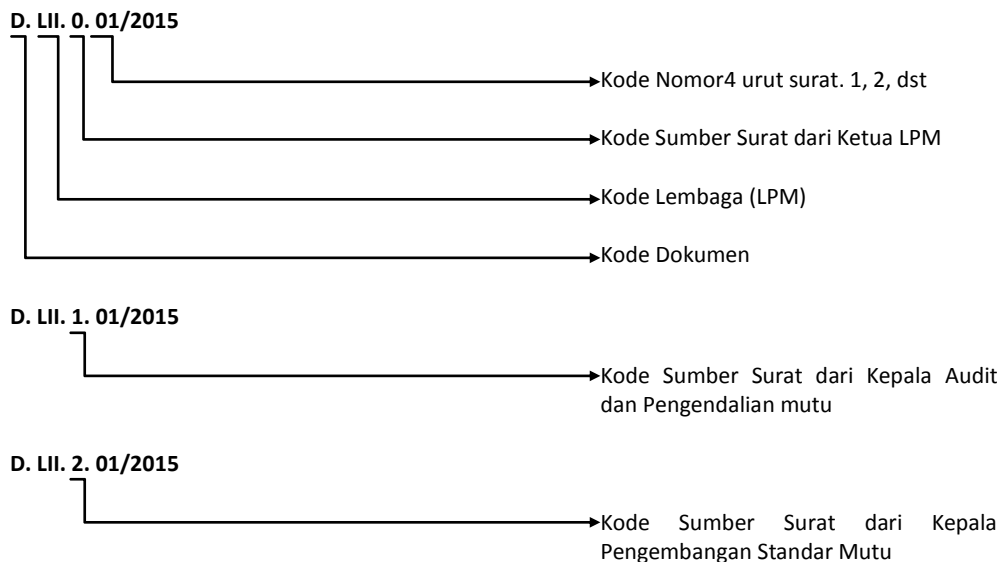 D. LII. 0. 01/2015
Kode Nomor4 urut surat. 1, 2, dst
Kode Sumber Surat dari Ketua LPM
Kode Lembaga (LPM)
Kode Dokumen
D. LII. 1. 01/2015
Kode Sumber Surat dari Kepala Audit
dan Pengendalian mutu
D. LII. 2. 01/2015
Kode Sumber Surat dari Kepala
Pengembangan Standar Mutu